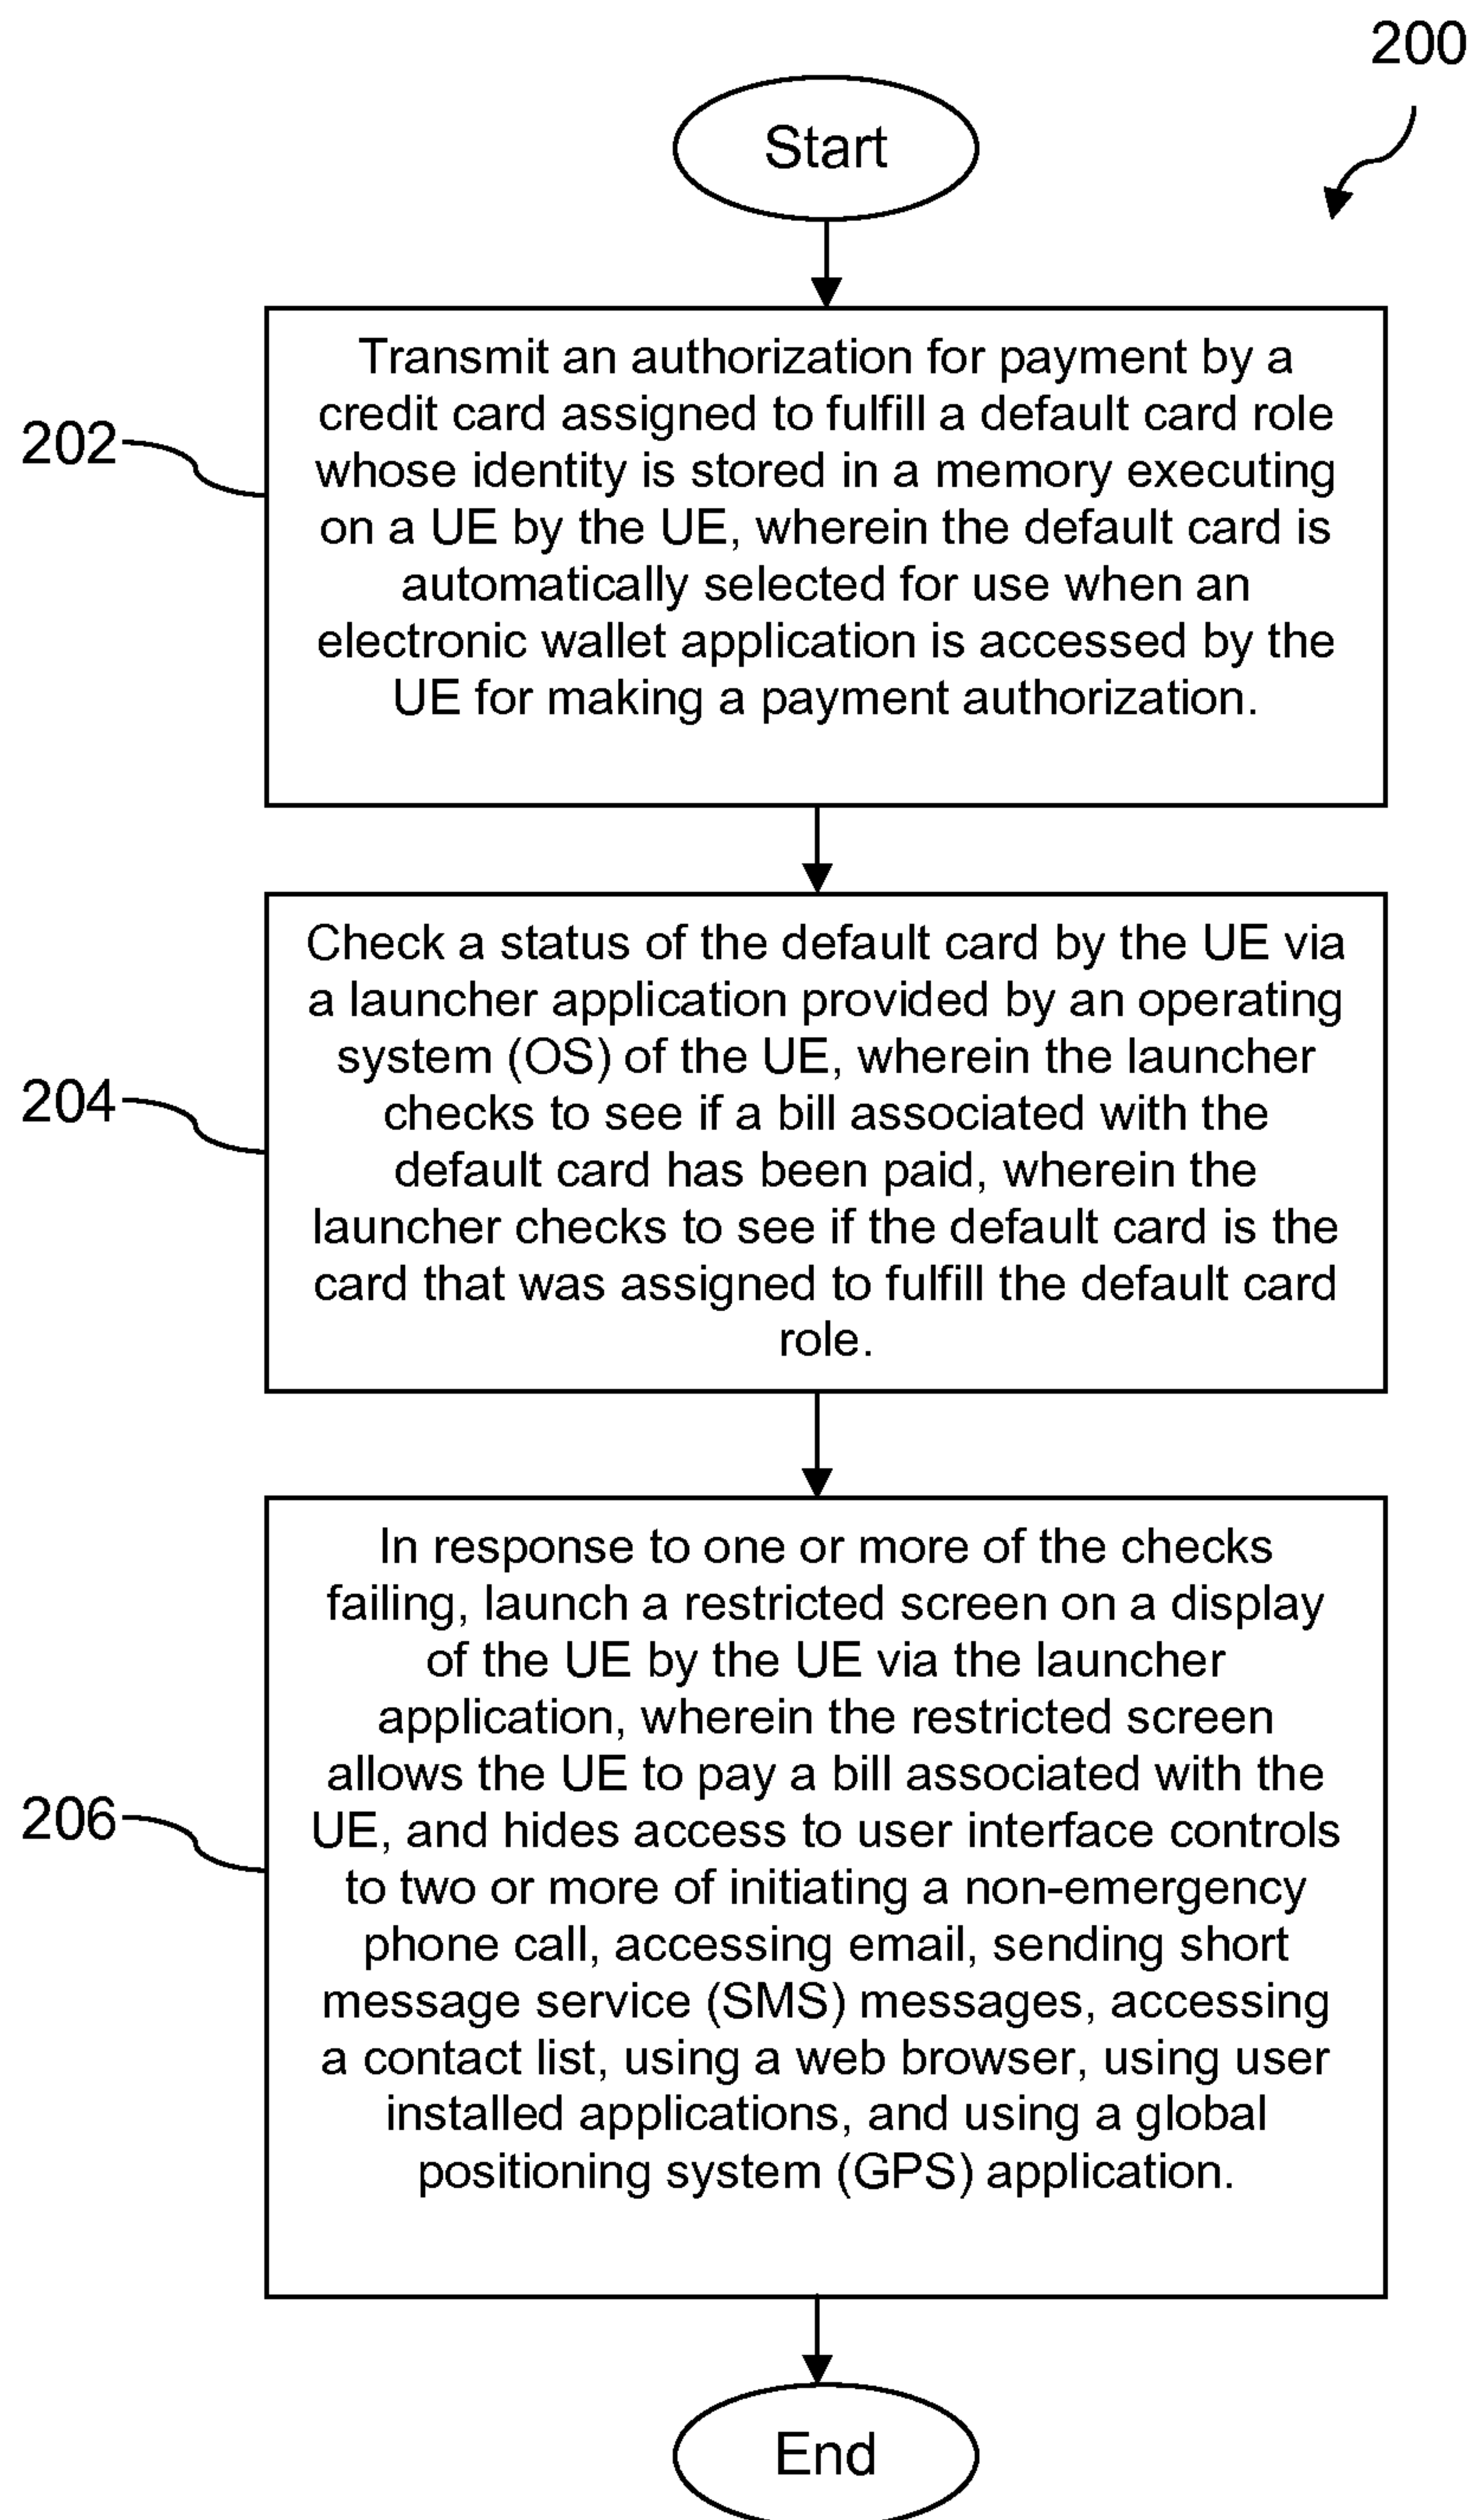 200
Start
202
Transmit an authorization for payment by a
credit card assigned to fulfill a default card role
whose identity is stored in a memory executing
on a UE by the UE, wherein the default card is
automatically selected for use when an
electronic wallet application is accessed by the
UE for making a payment authorization.
204
Check a status of the default card by the UE via
a launcher application provided by an operating
system (OS) of the UE, wherein the launcher
checks to see if a bill associated with the
default card has been paid, wherein the
launcher checks to see if the default card is the
card that was assigned to fulfill the default card
role.
206
In response to one or more of the checks
failing, launch a restricted screen on a display
of the UE by the UE via the launcher
application, wherein the restricted screen
allows the UE to pay a bill associated with the
UE, and hides access to user interface controls
to two or more of initiating a non-emergency
phone call, accessing email, sending short
message service (SMS) messages, accessing
a contact list, using a web browser, using user
installed applications, and using a global
positioning system (GPS) application.
End